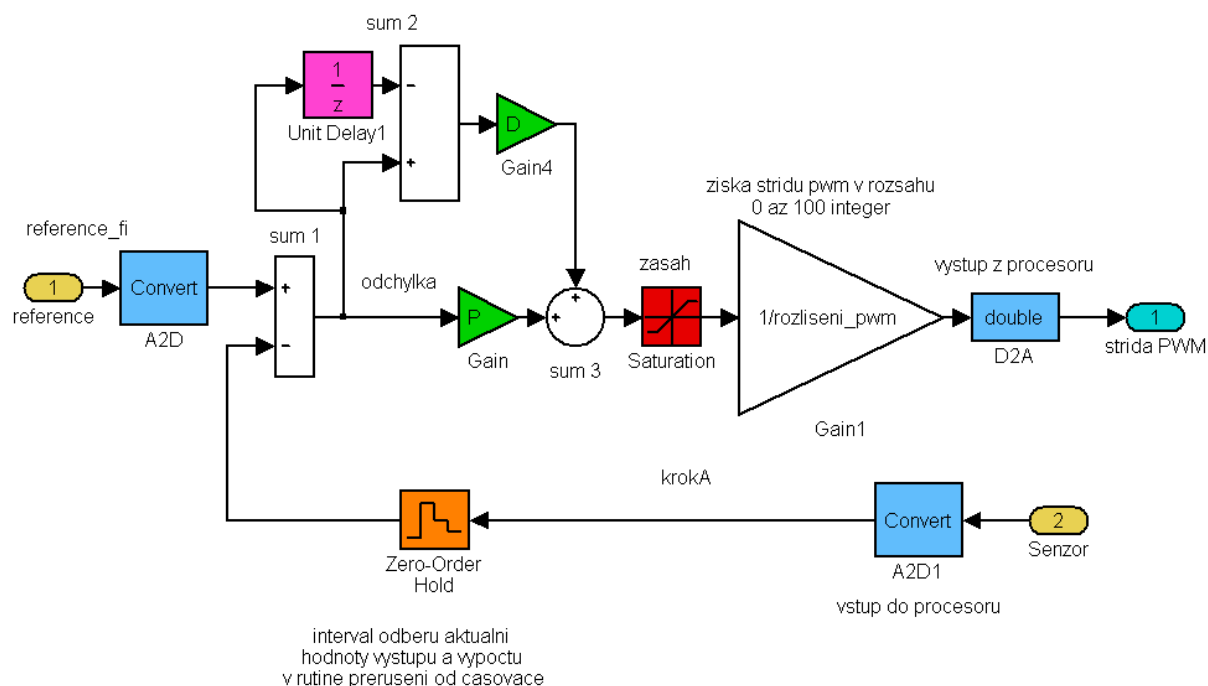 sum 2
1
z
Unit Delay1
-
+
D
Gain4
ziska stridu pwm v rozsahu
0 az 100 integer
reference_fi
1
reference
Convert
A2D
sum 1
+
-
odchylka
P
Gain
+
+
sum 3
zasah
Saturation
1/rozliseni_pwm
Gain1
vystup z procesoru
double
D2A
1
strida PWM
krokA
Zero-Order
Hold
Convert
A2D1
2
Senzor
vstup do procesoru
interval odberu aktualni
hodnoty vystupu a vypoctu
v rutine preruseni od casovace